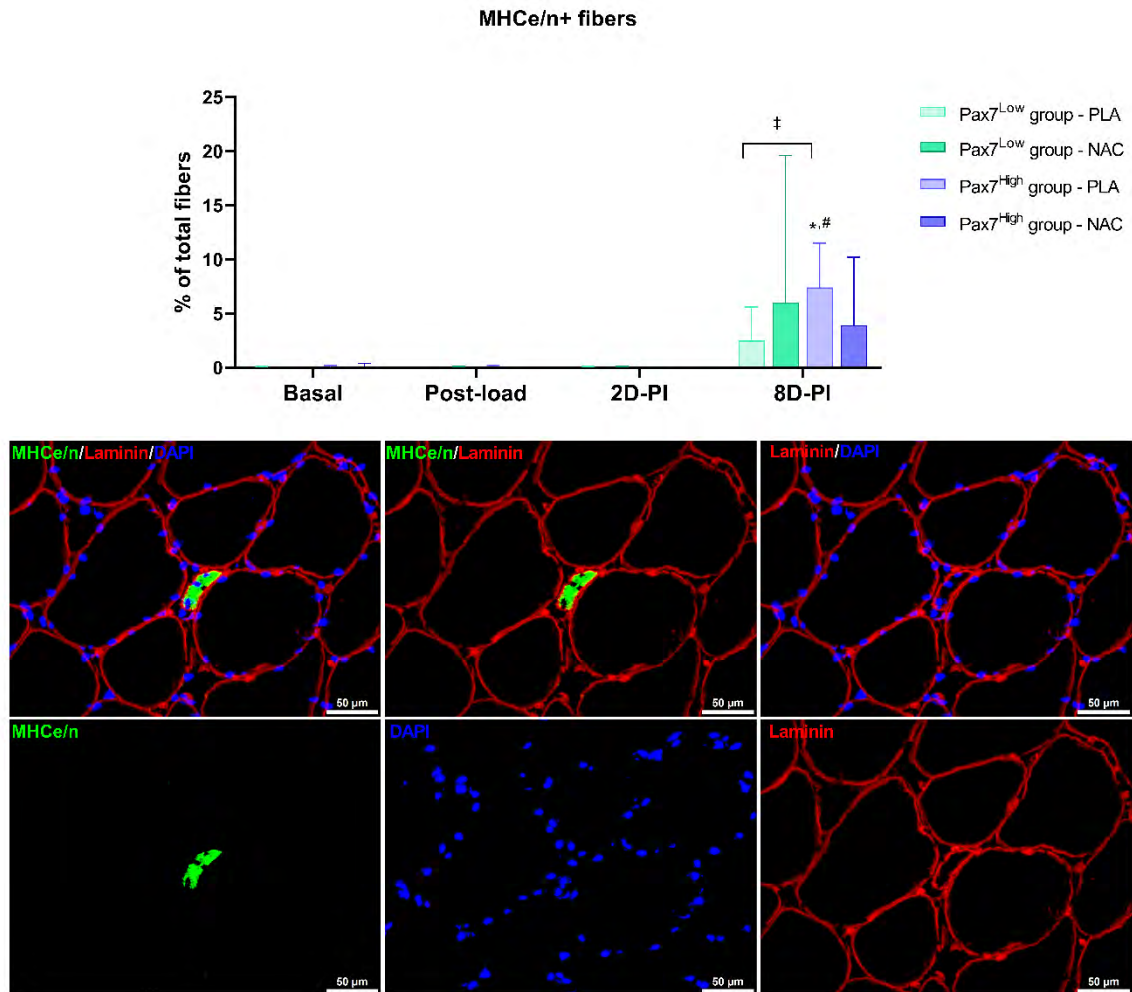 MHCe/n+ fibers
% of total fibers
25
20
15
10
5
0
‡
*,#
Basal
Post-load
2D-PI
8D-PI
Pax7Low group - PLA
Pax7Low group - NAC
Pax7High group - PLA
Pax7High group - NAC
MHCe/n/Laminin/DAPI
50 µm
MHCe/n/Laminin
50 µm
Laminin/DAPI
50 µm
MHCe/n
50 µm
DAPI
50 µm
Laminin
50 µm